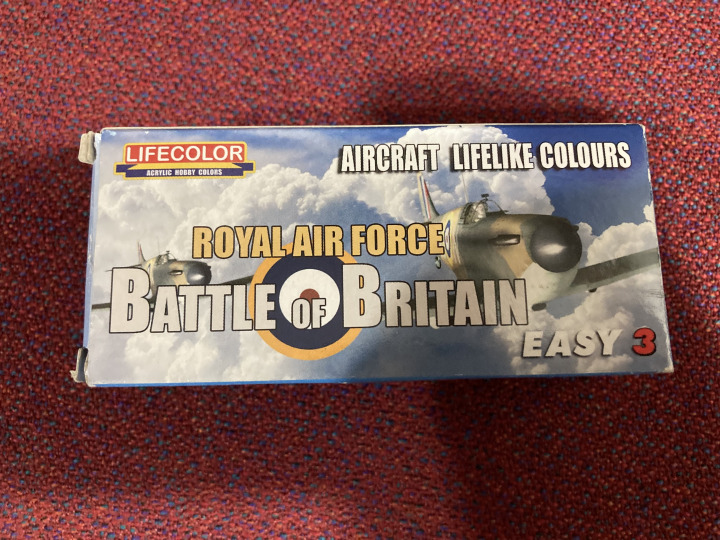 LIFECOLOR
ACRYLIC HOBBY COLORS
AIRCRAFT LIFELIKE COLOURS
ROYAL AIR FORCE
BATTLE OF BRITAIN
EASY 3